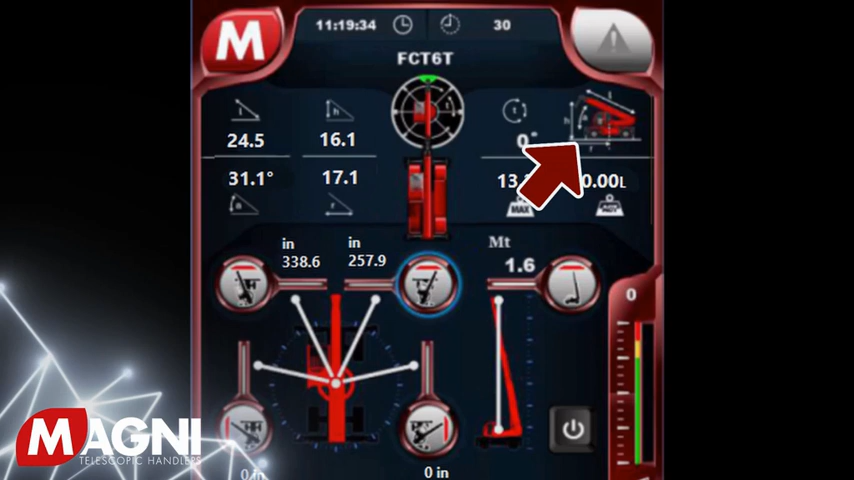 M
11:19:34
30
FCT6T
l
h
t
24.5
16.1
0°
31.1°
17.1
0.00L
a
r
MAX
in
338.6
in
257.9
Mt
1.6
0
MAGNI
TELESCOPIC HANDLERS
0 in
0 in